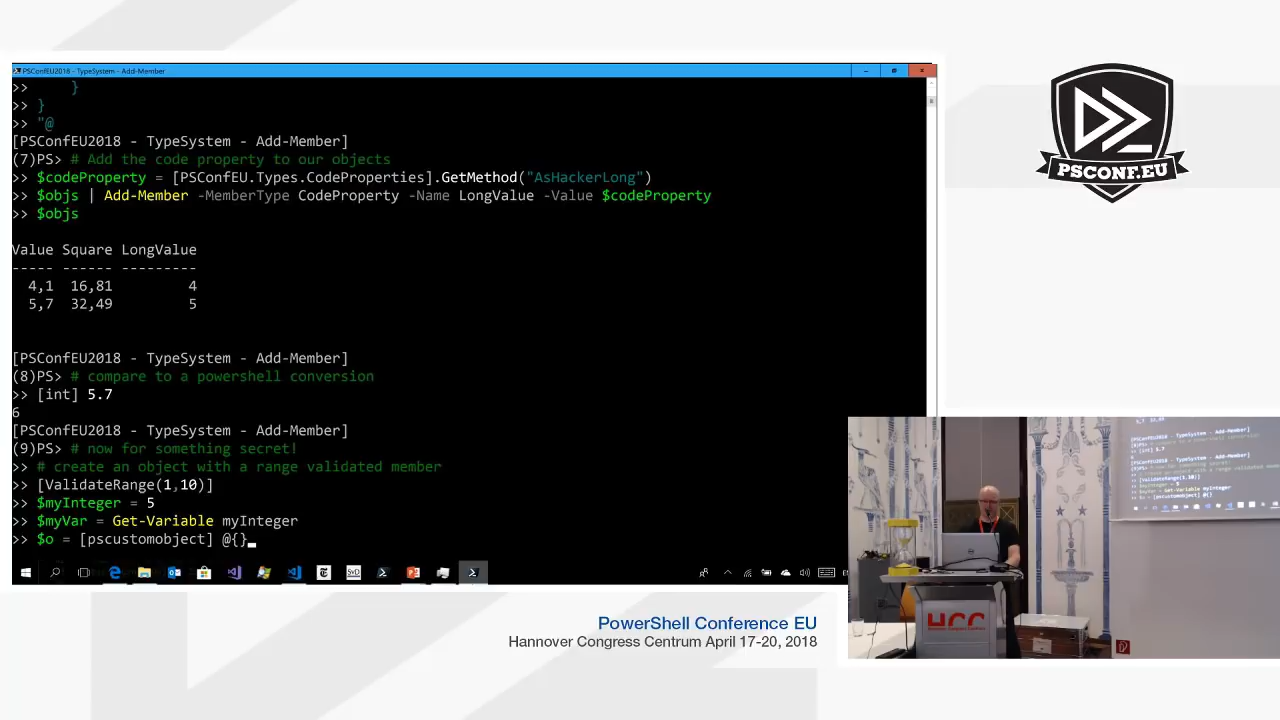 PSConfEU2018 - TypeSystem - Add-Member
>>     }
>> }
>> "@
[PSConfEU2018 - TypeSystem - Add-Member]
(7)PS> # Add the code property to our objects
>> $codeProperty = [PSConfEU.Types.CodeProperties].GetMethod("AsHackerLong")
>> $objs | Add-Member -MemberType CodeProperty -Name LongValue -Value $codeProperty
>> $objs
Value Square LongValue
----- ------ ---------
4,1 16,81 4
5,7 32,49 5
[PSConfEU2018 - TypeSystem - Add-Member]
(8)PS> # compare to a powershell conversion
>> [int] 5.7
6
[PSConfEU2018 - TypeSystem - Add-Member]
(9)PS> # now for something secret!
>> # create an object with a range validated member
>> [ValidateRange(1,10)]
>> $myInteger = 5
>> $myVar = Get-Variable myInteger
>> $o = [pscustomobject] @{}
PSCONF.EU
HCC
PowerShell Conference EU
Hannover Congress Centrum April 17-20, 2018